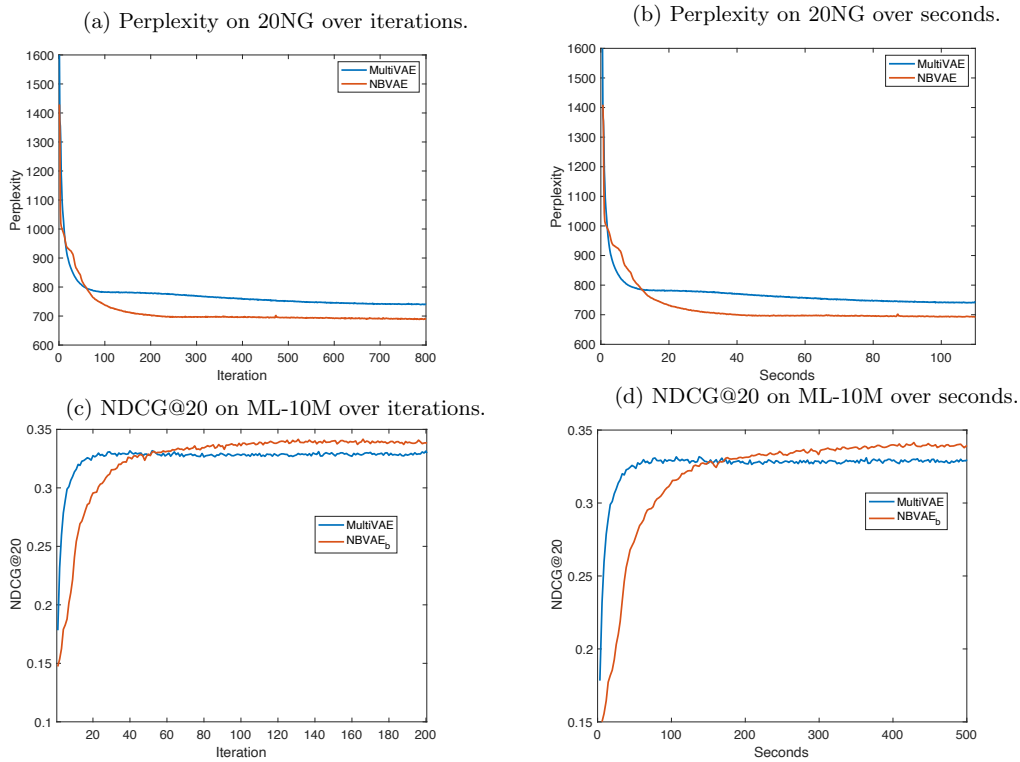 (a) Perplexity on 20NG over iterations.
1600
1500
1400
1300
1200
1100
1000
900
800
700
600
Perplexity
MultiVAE
NBVAE
0 100 200 300 400 500 600 700 800
Iteration
(b) Perplexity on 20NG over seconds.
1600
1500
1400
1300
1200
1100
1000
900
800
700
600
Perplexity
MultiVAE
NBVAE
0 20 40 60 80 100
Seconds
(c) NDCG@20 on ML-10M over iterations.
0.35
0.3
0.25
0.2
0.15
0.1
NDCG@20
MultiVAE
NBVAE_b
20 40 60 80 100 120 140 160 180 200
Iteration
(d) NDCG@20 on ML-10M over seconds.
0.35
0.3
0.25
0.2
0.15
NDCG@20
MultiVAE
NBVAE_b
0 100 200 300 400 500
Seconds